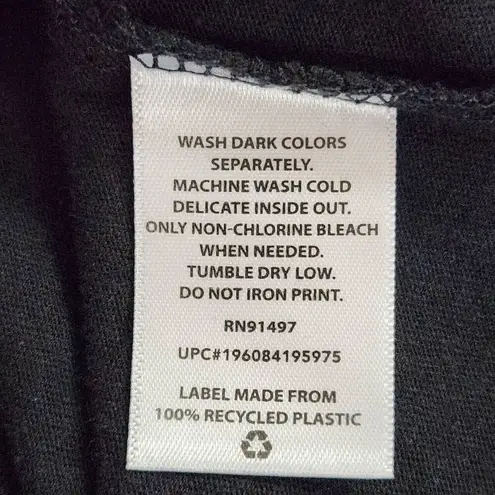 WASH DARK COLORS
SEPARATELY.
MACHINE WASH COLD
DELICATE INSIDE OUT.
ONLY NON-CHLORINE BLEACH
WHEN NEEDED.
TUMBLE DRY LOW.
DO NOT IRON PRINT.
RN91497
UPC#196084195975
LABEL MADE FROM
100% RECYCLED PLASTIC